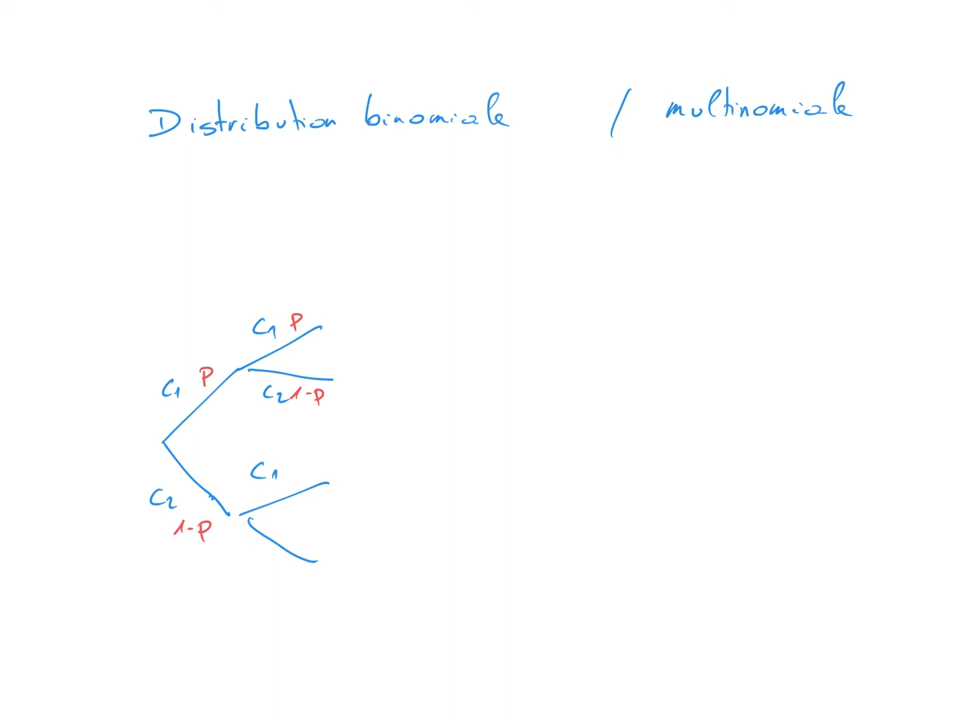 Distribution binomiale / multinomiale
C1 P
C1 P
C2 1-P
C1
C2
1-P